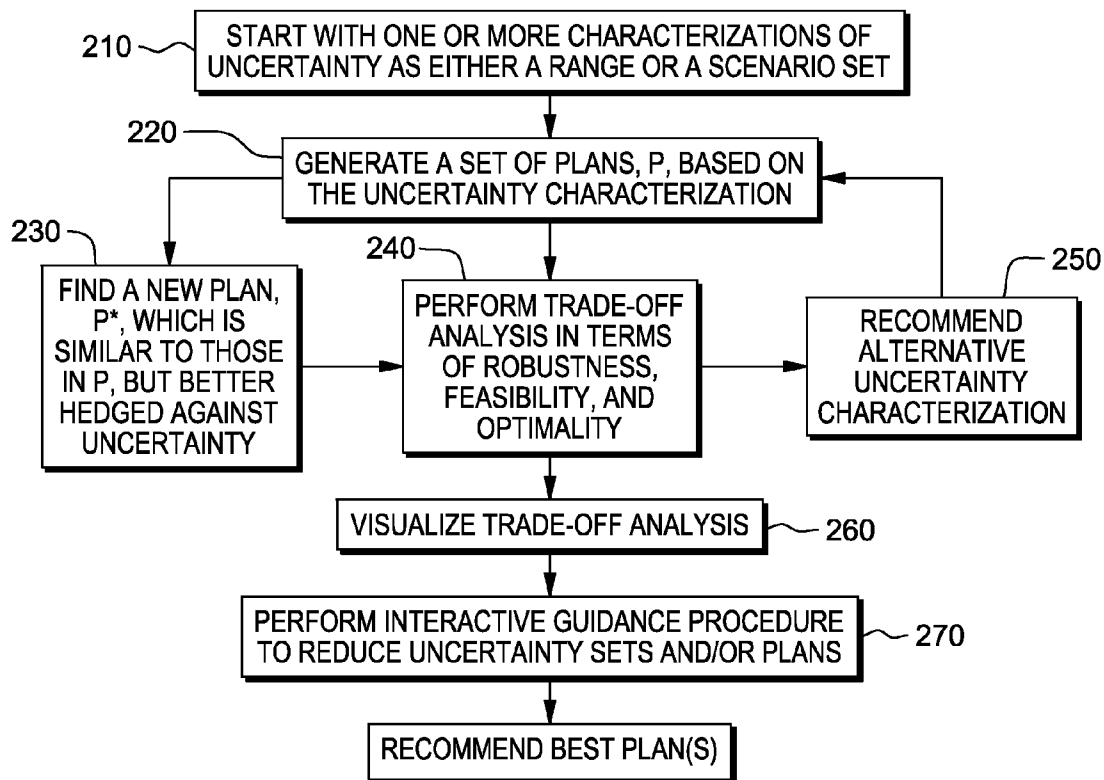 210
START WITH ONE OR MORE CHARACTERIZATIONS OF
UNCERTAINTY AS EITHER A RANGE OR A SCENARIO SET
220
GENERATE A SET OF PLANS, P, BASED ON
THE UNCERTAINTY CHARACTERIZATION
230
FIND A NEW PLAN,
P*, WHICH IS
SIMILAR TO THOSE
IN P, BUT BETTER
HEDGED AGAINST
UNCERTAINTY
240
PERFORM TRADE-OFF
ANALYSIS IN TERMS
OF ROBUSTNESS,
FEASIBILITY, AND
OPTIMALITY
250
RECOMMEND
ALTERNATIVE
UNCERTAINTY
CHARACTERIZATION
VISUALIZE TRADE-OFF ANALYSIS
260
PERFORM INTERACTIVE GUIDANCE PROCEDURE
TO REDUCE UNCERTAINTY SETS AND/OR PLANS
270
RECOMMEND BEST PLAN(S)